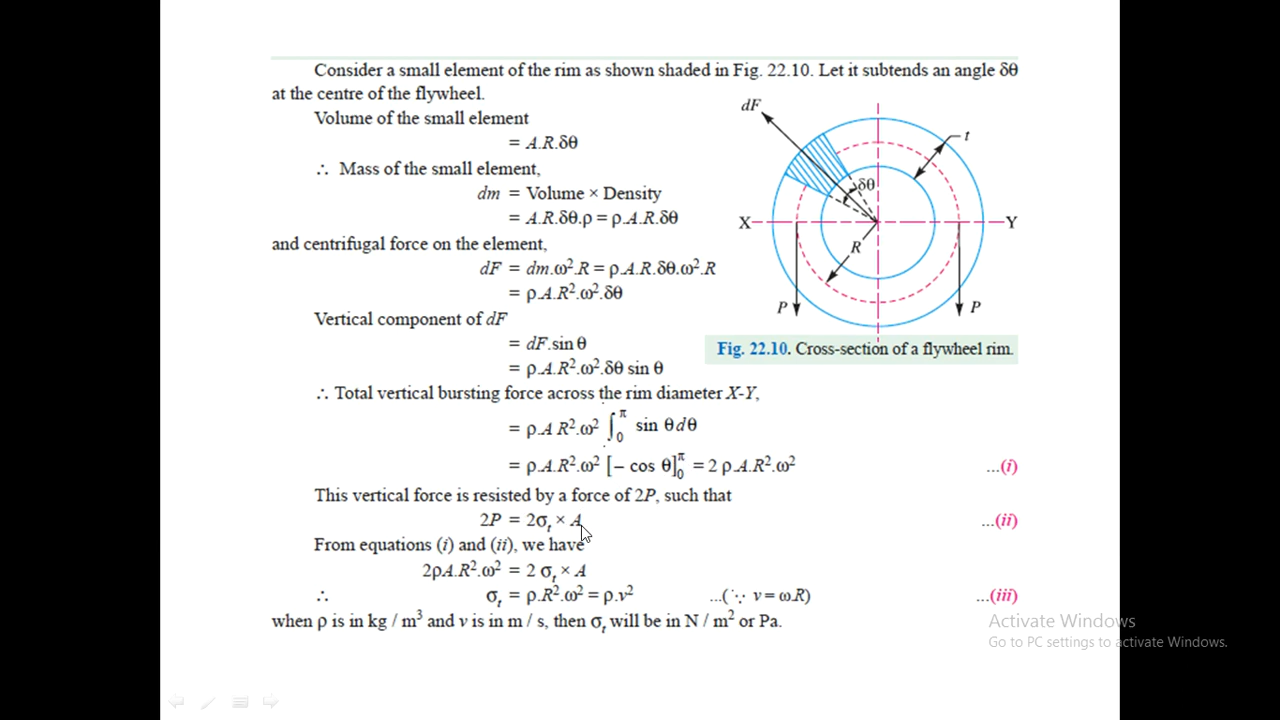 Consider a small element of the rim as shown shaded in Fig. 22.10. Let it subtends an angle δθ
at the centre of the flywheel.
Volume of the small element
= A.R.δθ
∴ Mass of the small element,
dm = Volume × Density
= A.R.δθ.ρ = ρ.A.R.δθ
and centrifugal force on the element,
dF = dm.ω².R = ρ.A.R.δθ.ω².R
= ρ.A.R².ω².δθ
Vertical component of dF
= dF.sin θ
= ρ.A.R².ω².δθ sin θ
dF
t
δθ
X
Y
R
P
P
Fig. 22.10. Cross-section of a flywheel rim.
∴ Total vertical bursting force across the rim diameter X-Y,
= ρ.A R².ω² ∫₀^π sin θ dθ
= ρ.A.R².ω² [– cos θ]₀^π = 2 ρ.A.R².ω² ...(i)
This vertical force is resisted by a force of 2P, such that
2P = 2σₜ × A ...(ii)
From equations (i) and (ii), we have
2ρA.R².ω² = 2 σₜ × A
∴ σₜ = ρ.R².ω² = ρ.v² ...(∵ v = ω.R) ...(iii)
when ρ is in kg / m³ and v is in m / s, then σₜ will be in N / m² or Pa.
Activate Windows
Go to PC settings to activate Windows.